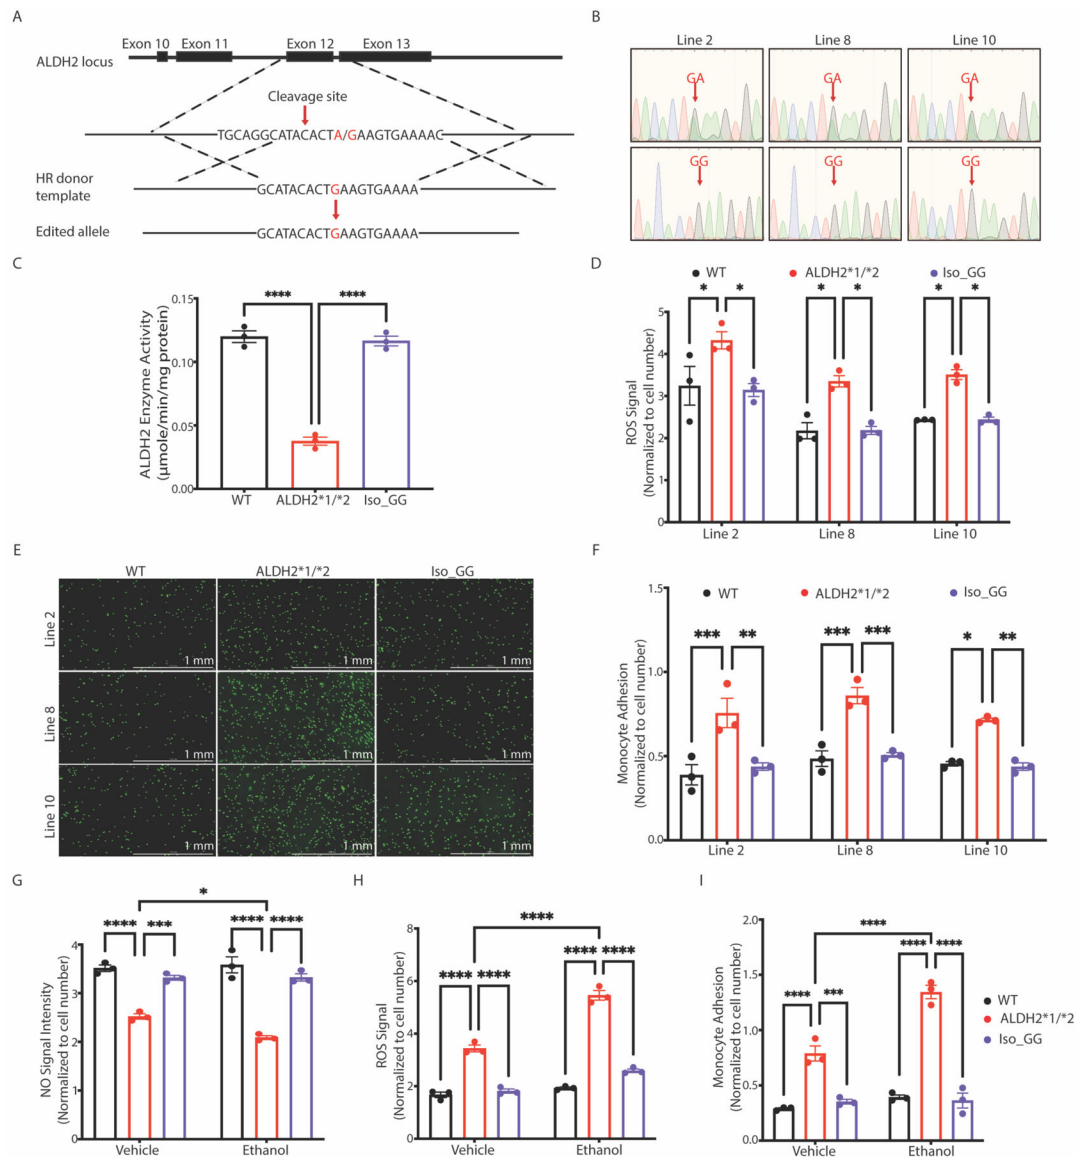 A
Exon 10 Exon 11 Exon 12 Exon 13
ALDH2 locus
Cleavage site
TGCAGGCATACACTA/GAAGTGAAAAC
HR donor
template
GCATACACTGAAGTGAAAA
Edited allele
GCATACACTGAAGTGAAAA
B
Line 2 Line 8 Line 10
GA GA GA
GG GG GG
C
ALDH2 Enzyme Activity
(µmole/min/mg protein)
0.15
0.10
0.05
0.00
**** ****
WT ALDH2*1/*2 Iso_GG
D
WT ALDH2*1/*2 Iso_GG
* * * * * *
ROS Signal
(Normalized to cell number)
5
4
3
2
1
0
Line 2 Line 8 Line 10
E
WT ALDH2*1/*2 Iso_GG
Line 2
1 mm 1 mm 1 mm
Line 8
1 mm 1 mm 1 mm
Line 10
1 mm 1 mm 1 mm
F
WT ALDH2*1/*2 Iso_GG
*** ** *** *** * **
Monocyte Adhesion
(Normalized to cell number)
1.5
1.0
0.5
0.0
Line 2 Line 8 Line 10
G
*
**** *** **** ****
NO Signal Intensity
(Normalized to cell number)
4
3
2
1
0
Vehicle Ethanol
H
****
**** **** **** ****
ROS Signal
(Normalized to cell number)
8
6
4
2
0
Vehicle Ethanol
I
****
**** *** **** ****
Monocyte Adhesion
(Normalized to cell number)
2.0
1.5
1.0
0.5
0.0
Vehicle Ethanol
WT
ALDH2*1/*2
Iso_GG